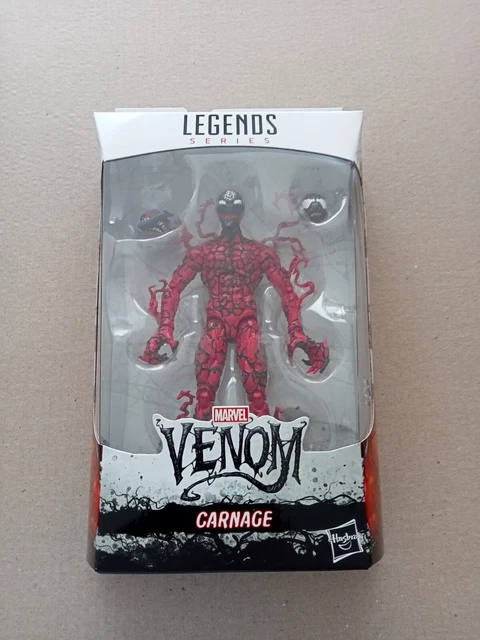 LEGENDS
SERIES
MARVEL
VENOM
CARNAGE
Hasbro